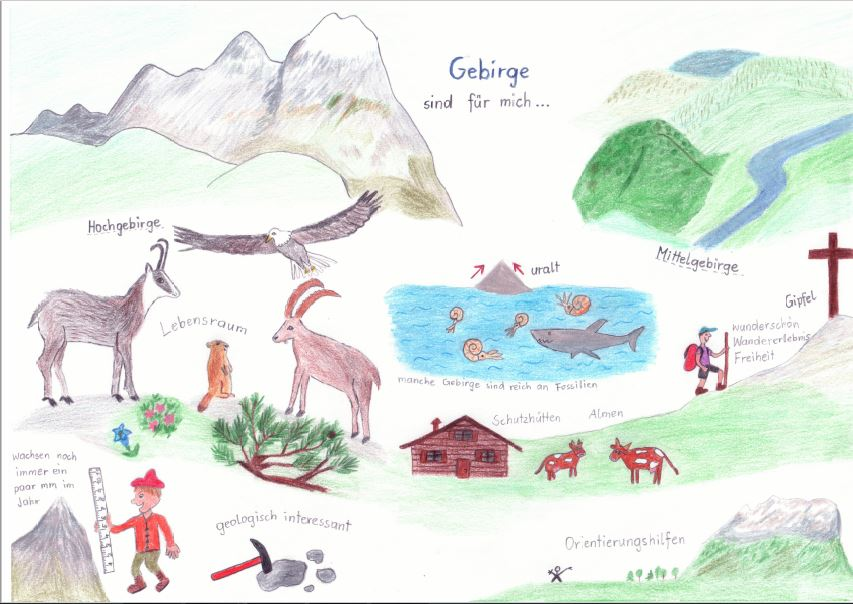 Gebirge
sind für mich...
Hochgebirge
Mittelgebirge
Lebensraum
uralt
manche Gebirge sind reich an Fossilien
Gipfel
wunderschön
Wandererlebnis
Freiheit
Schutzhütten Almen
wachsen noch
immer ein
paar mm im
Jahr
geologisch interessant
Orientierungshilfen